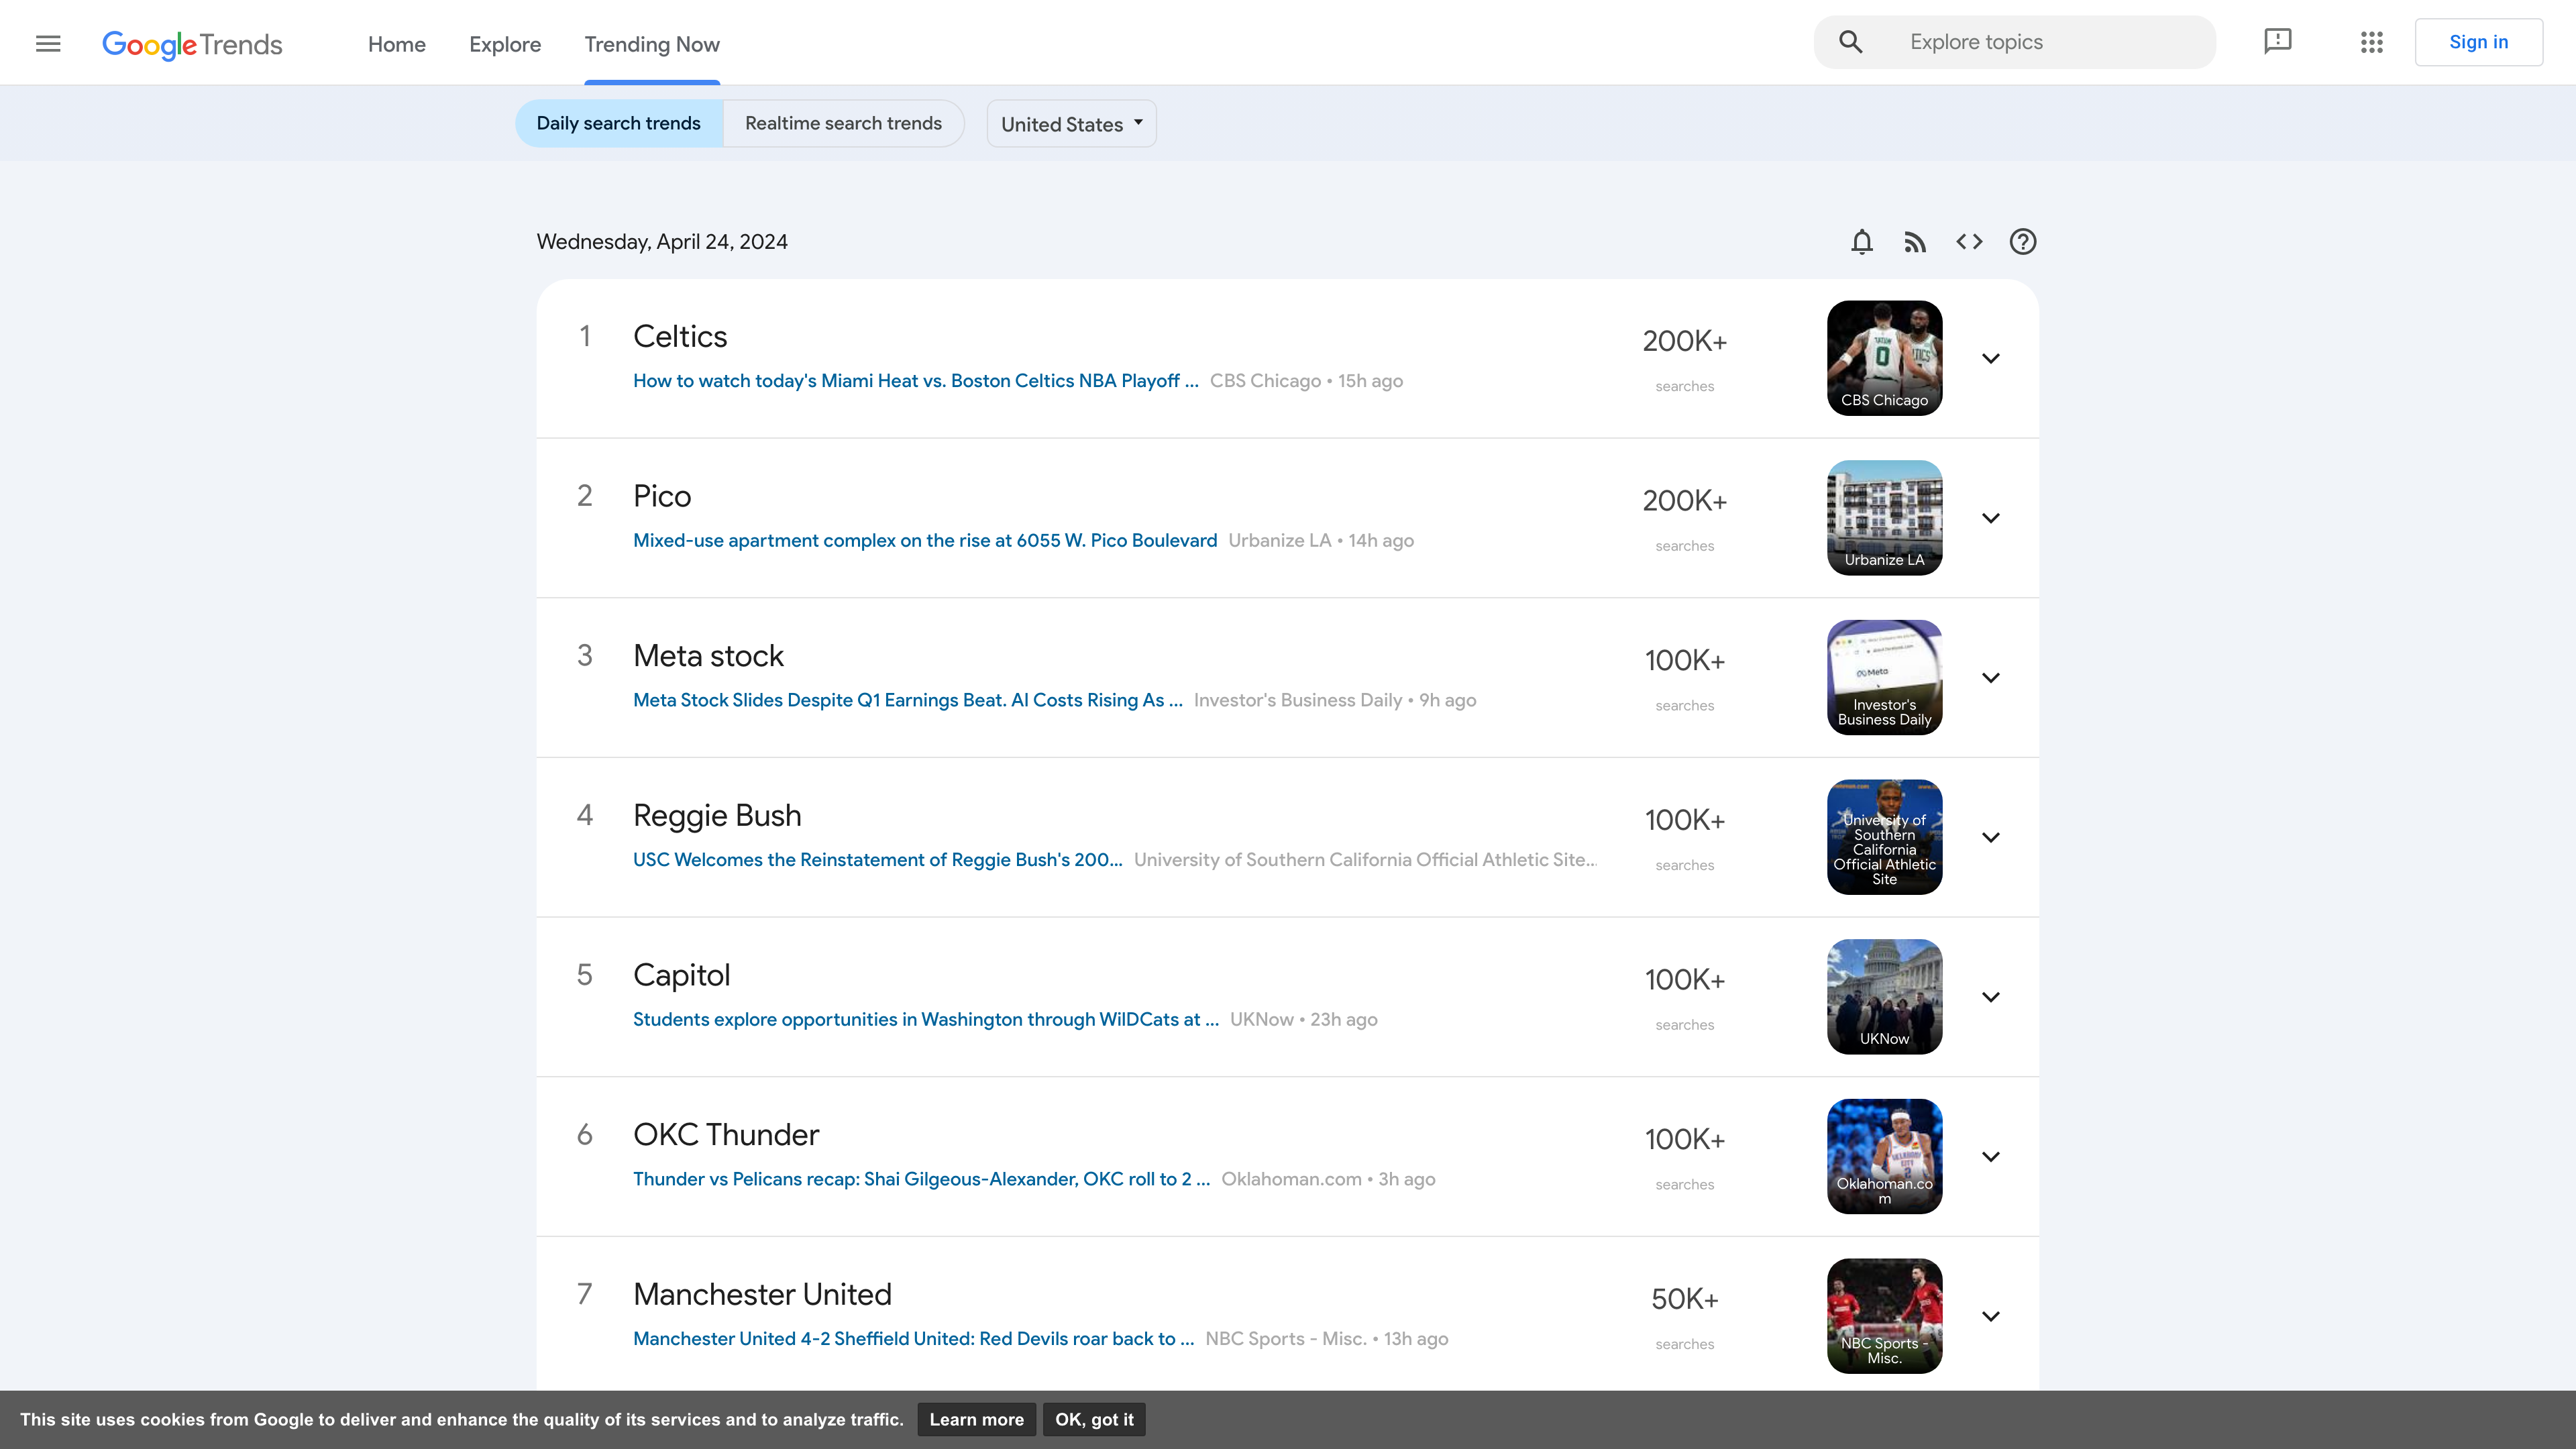 Google Trends
Home
Explore
Trending Now
Explore topics
Sign in
Daily search trends
Realtime search trends
United States
Wednesday, April 24, 2024
1
Celtics
How to watch today's Miami Heat vs. Boston Celtics NBA Playoff ... CBS Chicago • 15h ago
200K+
searches
CBS Chicago
2
Pico
Mixed-use apartment complex on the rise at 6055 W. Pico Boulevard Urbanize LA • 14h ago
200K+
searches
Urbanize LA
3
Meta stock
Meta Stock Slides Despite Q1 Earnings Beat. AI Costs Rising As ... Investor's Business Daily • 9h ago
100K+
searches
Meta
Investor's
Business Daily
4
Reggie Bush
USC Welcomes the Reinstatement of Reggie Bush's 200... University of Southern California Official Athletic Site...
100K+
searches
University of
Southern
California
Official Athletic
Site
5
Capitol
Students explore opportunities in Washington through WilDCats at ... UKNow • 23h ago
100K+
searches
UKNow
6
OKC Thunder
Thunder vs Pelicans recap: Shai Gilgeous-Alexander, OKC roll to 2 ... Oklahoman.com • 3h ago
100K+
searches
Oklahoman.co
m
7
Manchester United
Manchester United 4-2 Sheffield United: Red Devils roar back to ... NBC Sports - Misc. • 13h ago
50K+
searches
NBC Sports -
Misc.
This site uses cookies from Google to deliver and enhance the quality of its services and to analyze traffic.
Learn more
OK, got it